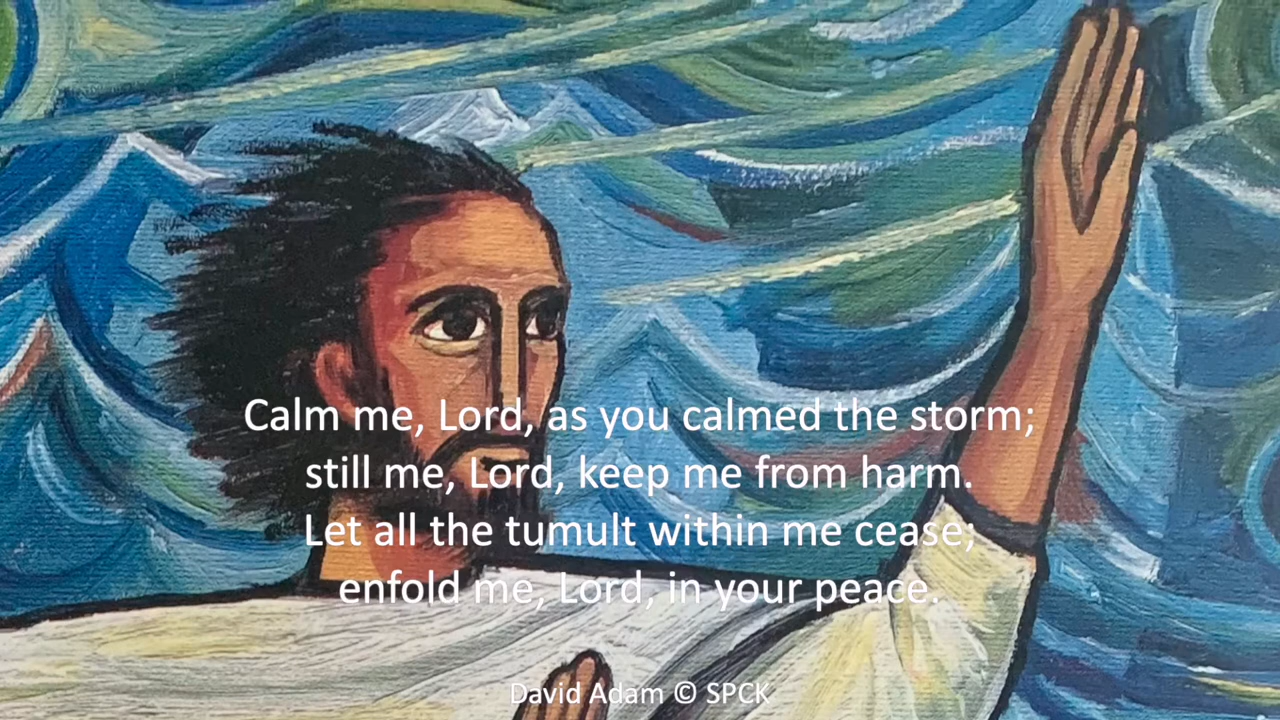 Calm me, Lord, as you calmed the storm;
still me, Lord, keep me from harm.
Let all the tumult within me cease;
enfold me, Lord, in your peace.
David Adam © SPCK